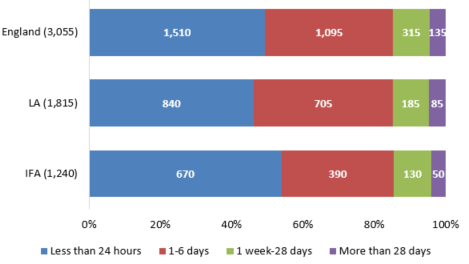 England (3,055) 1,510 1,095 315 135
LA (1,815) 840 705 185 85
IFA (1,240) 670 390 130 50
0% 20% 40% 60% 80% 100%
Less than 24 hours 1-6 days 1 week-28 days More than 28 days